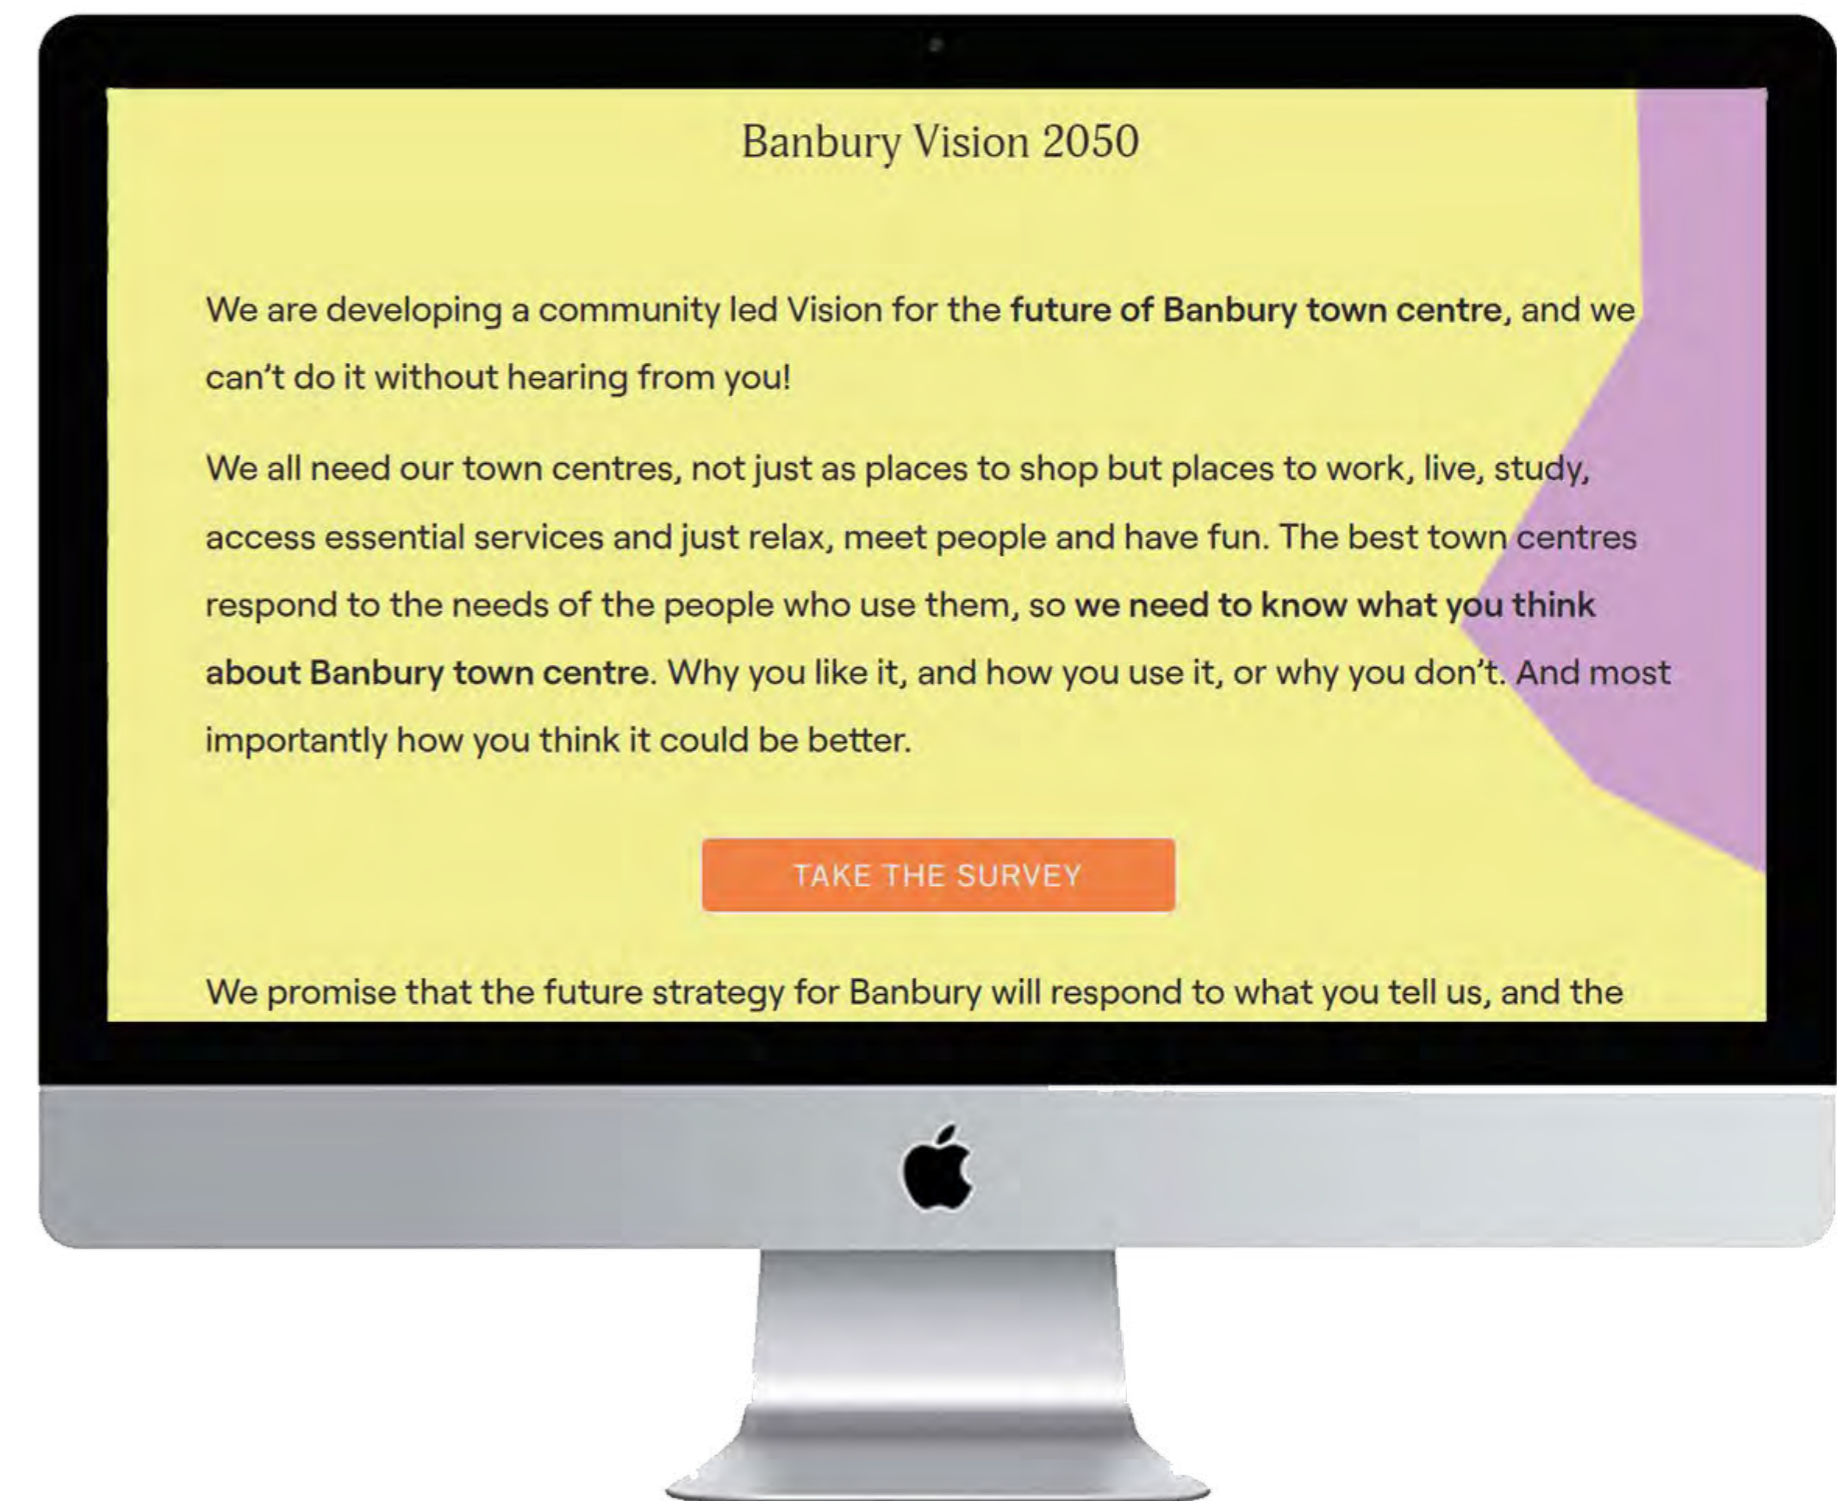 Banbury Vision 2050
We are developing a community led Vision for the future of Banbury town centre, and we
can't do it without hearing from you!
We all need our town centres, not just as places to shop but places to work, live, study,
access essential services and just relax, meet people and have fun. The best town centres
respond to the needs of the people who use them, so we need to know what you think
about Banbury town centre. Why you like it, and how you use it, or why you don't. And most
importantly how you think it could be better.
TAKE THE SURVEY
We promise that the future strategy for Banbury will respond to what you tell us, and the